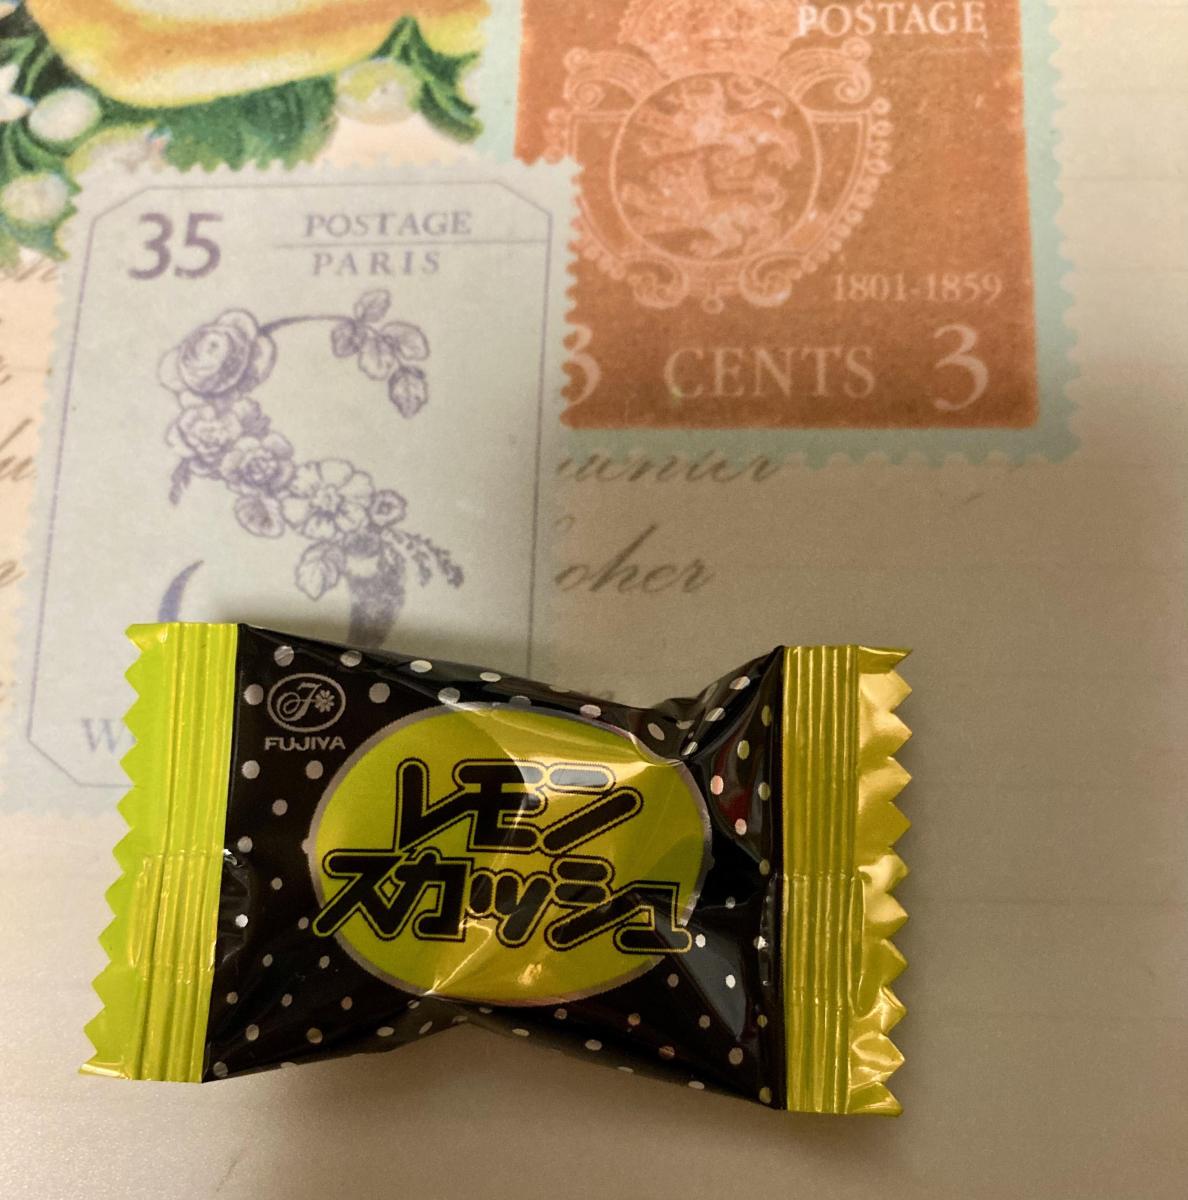 POSTAGE
1801-1859
3 CENTS 3
35
POSTAGE
PARIS
oher
W
FUJIYA
レモン
スカッシュ